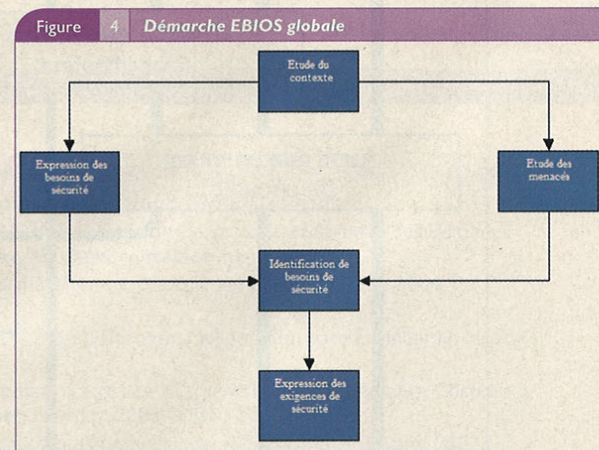 Figure 4 Démarche EBIOS globale
Etude du
contexte
Expression des
besoins de
sécurité
Etude des
menacés
Identification de
besoins de
sécurité
Expression des
exigences de
sécurité